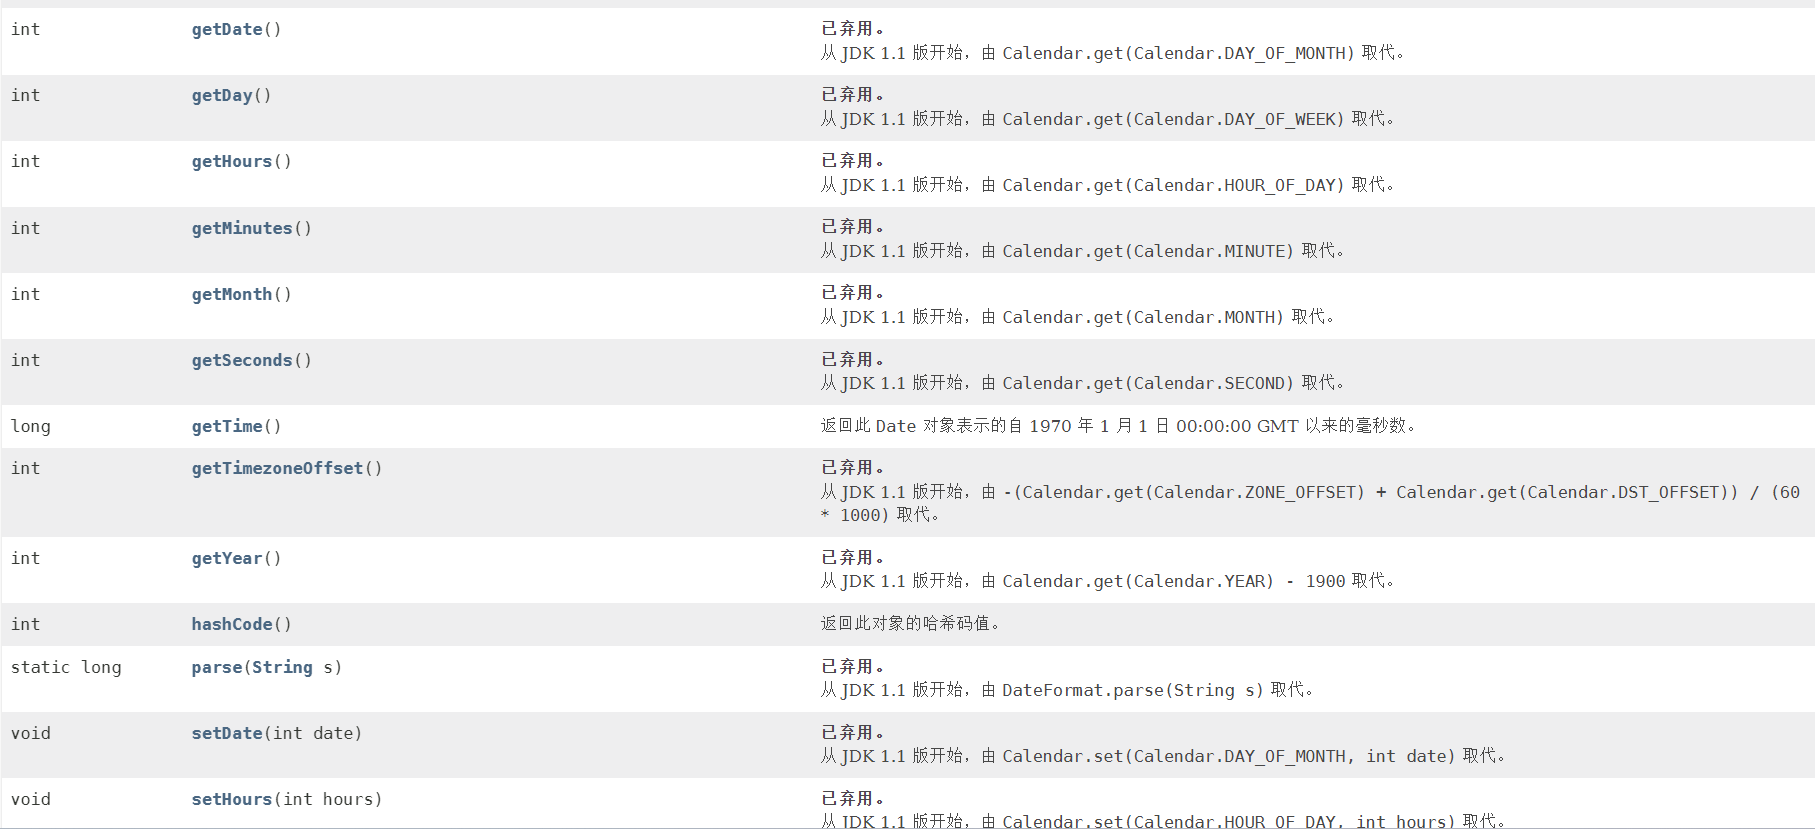 int getDate() 已弃用。
从 JDK 1.1 版开始，由 Calendar.get(Calendar.DAY_OF_MONTH) 取代。
int getDay() 已弃用。
从 JDK 1.1 版开始，由 Calendar.get(Calendar.DAY_OF_WEEK) 取代。
int getHours() 已弃用。
从 JDK 1.1 版开始，由 Calendar.get(Calendar.HOUR_OF_DAY) 取代。
int getMinutes() 已弃用。
从 JDK 1.1 版开始，由 Calendar.get(Calendar.MINUTE) 取代。
int getMonth() 已弃用。
从 JDK 1.1 版开始，由 Calendar.get(Calendar.MONTH) 取代。
int getSeconds() 已弃用。
从 JDK 1.1 版开始，由 Calendar.get(Calendar.SECOND) 取代。
long getTime() 返回此 Date 对象表示的自 1970 年 1 月 1 日 00:00:00 GMT 以来的毫秒数。
int getTimezoneOffset() 已弃用。
从 JDK 1.1 版开始，由 -(Calendar.get(Calendar.ZONE_OFFSET) + Calendar.get(Calendar.DST_OFFSET)) / (60
* 1000) 取代。
int getYear() 已弃用。
从 JDK 1.1 版开始，由 Calendar.get(Calendar.YEAR) - 1900 取代。
int hashCode() 返回此对象的哈希码值。
static long parse(String s) 已弃用。
从 JDK 1.1 版开始，由 DateFormat.parse(String s) 取代。
void setDate(int date) 已弃用。
从 JDK 1.1 版开始，由 Calendar.set(Calendar.DAY_OF_MONTH, int date) 取代。
void setHours(int hours) 已弃用。
从 JDK 1.1 版开始，由 Calendar.set(Calendar.HOUR_OF_DAY, int hours) 取代。